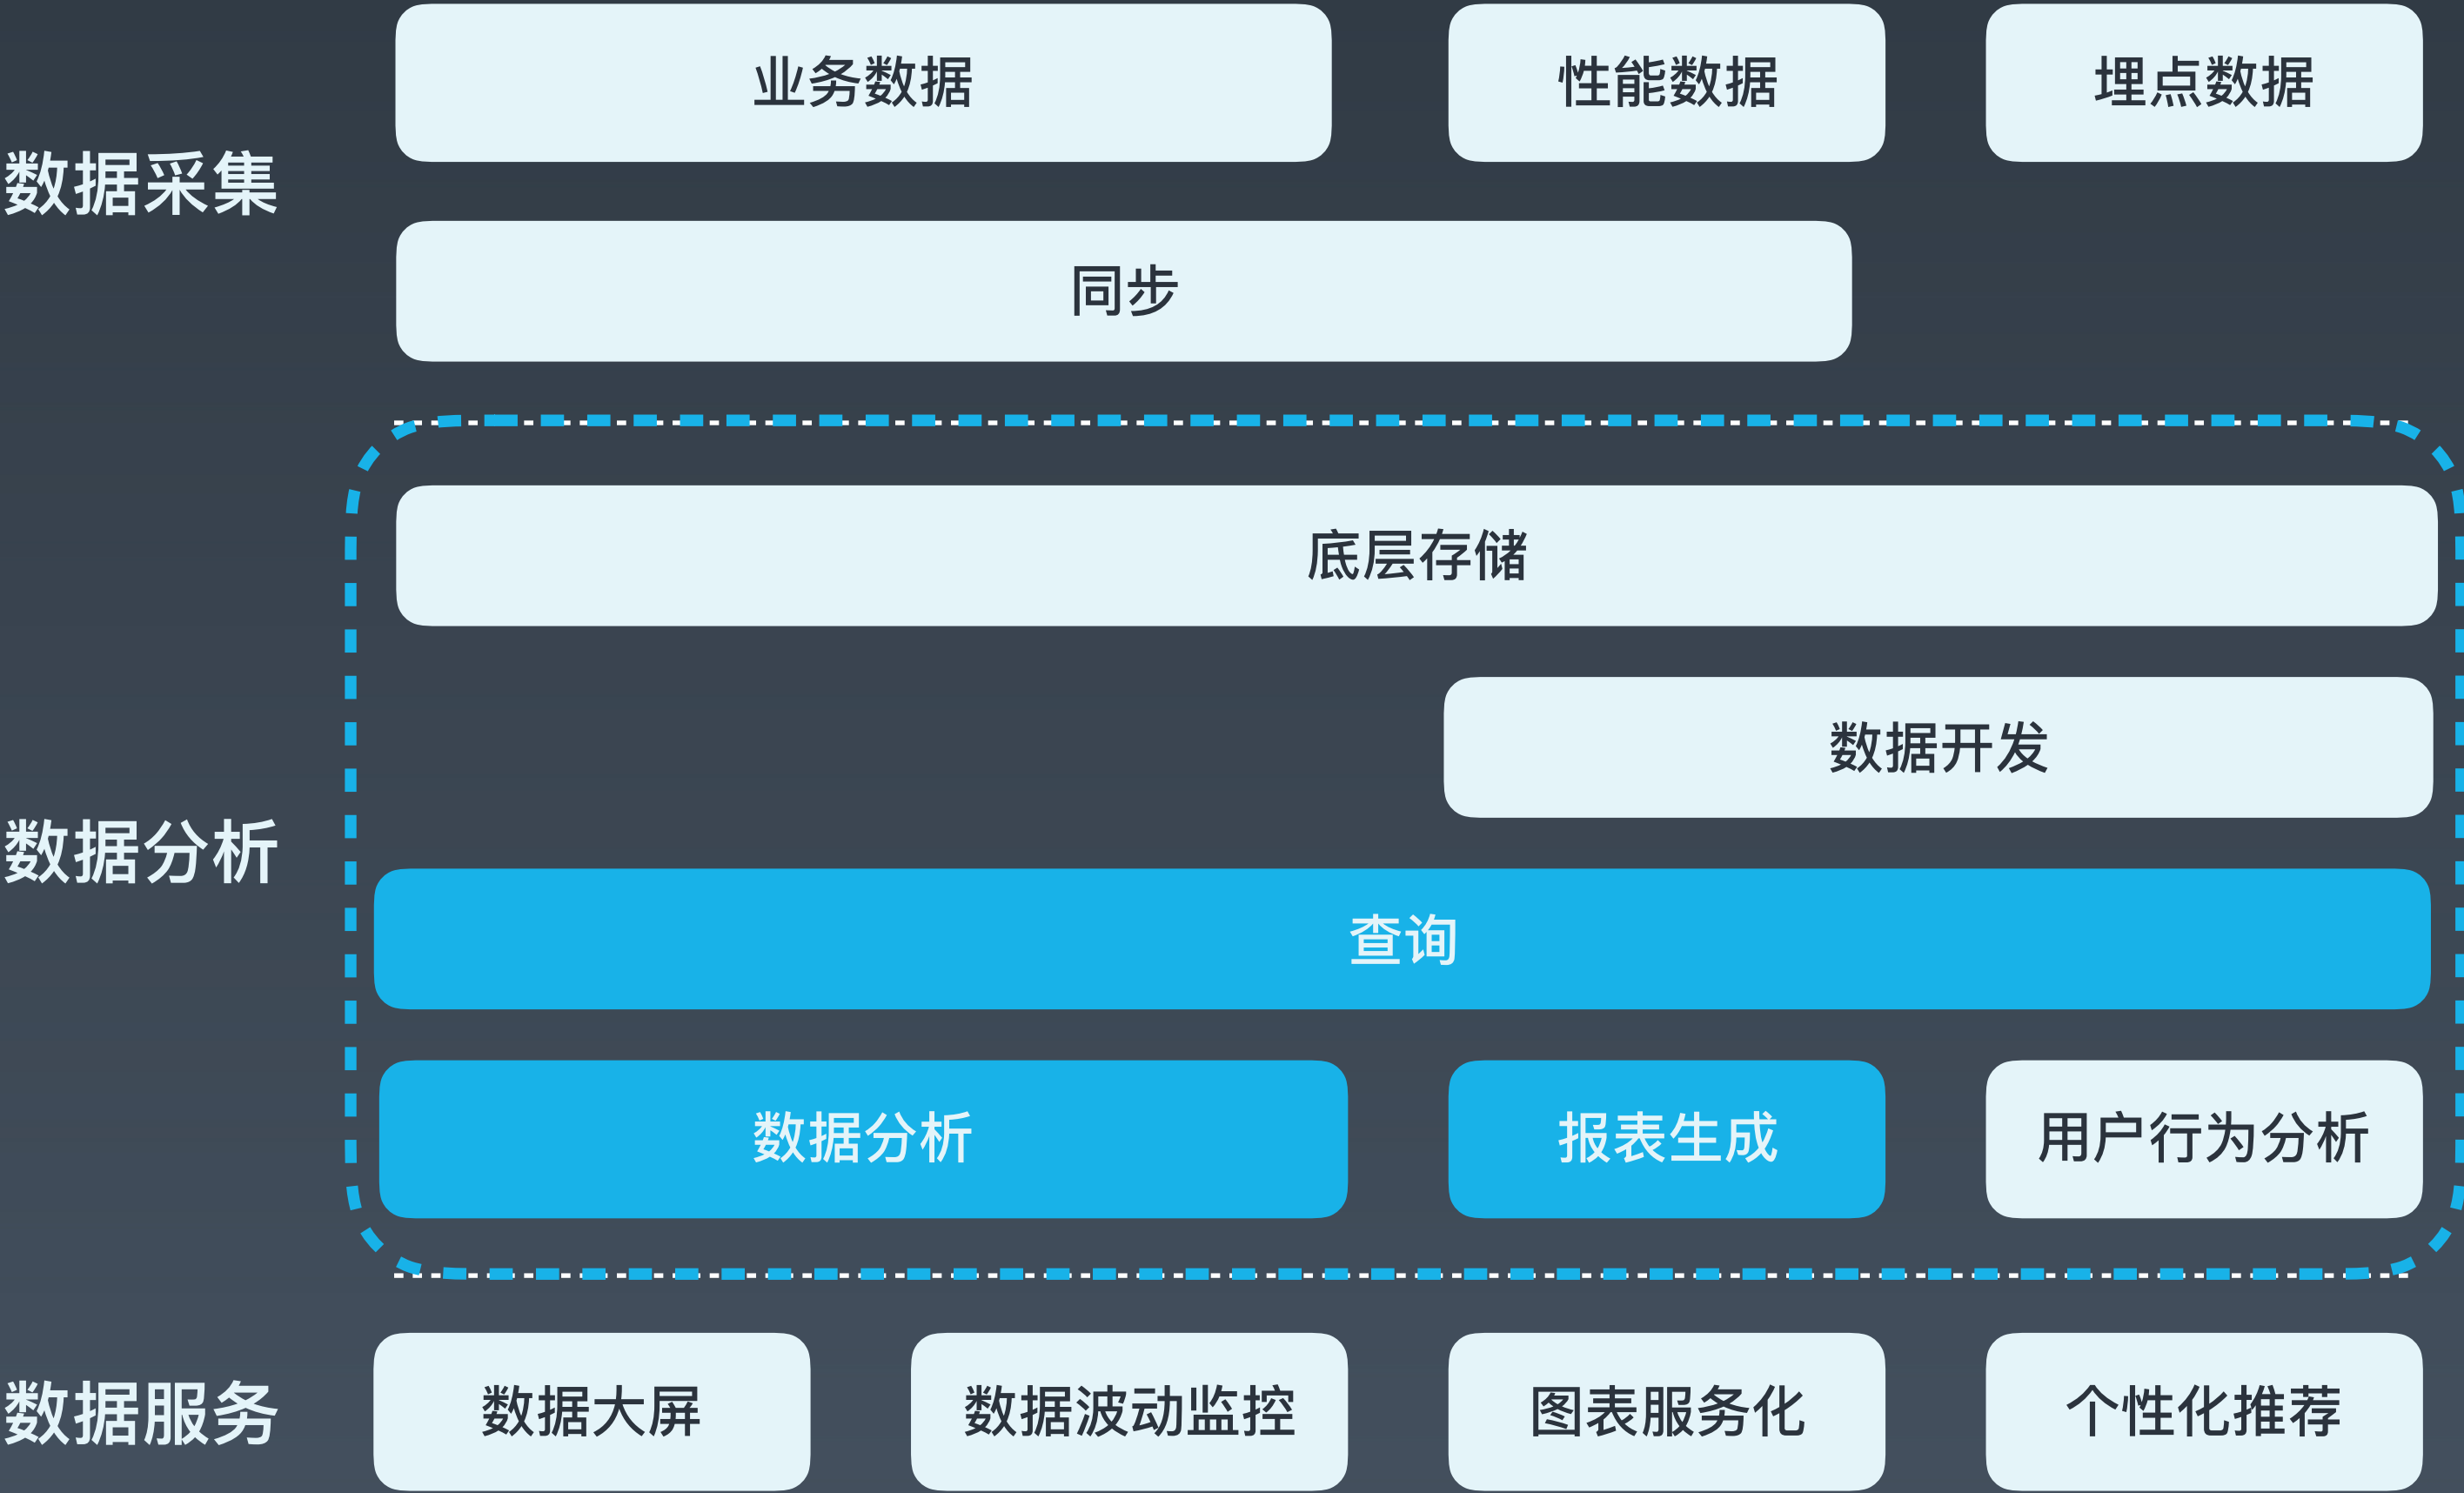 业务数据
性能数据
埋点数据
数据采集
同步
底层存储
数据开发
数据分析
查询
数据分析
报表生成
用户行为分析
数据服务
数据大屏
数据波动监控
图表服务化
个性化推荐